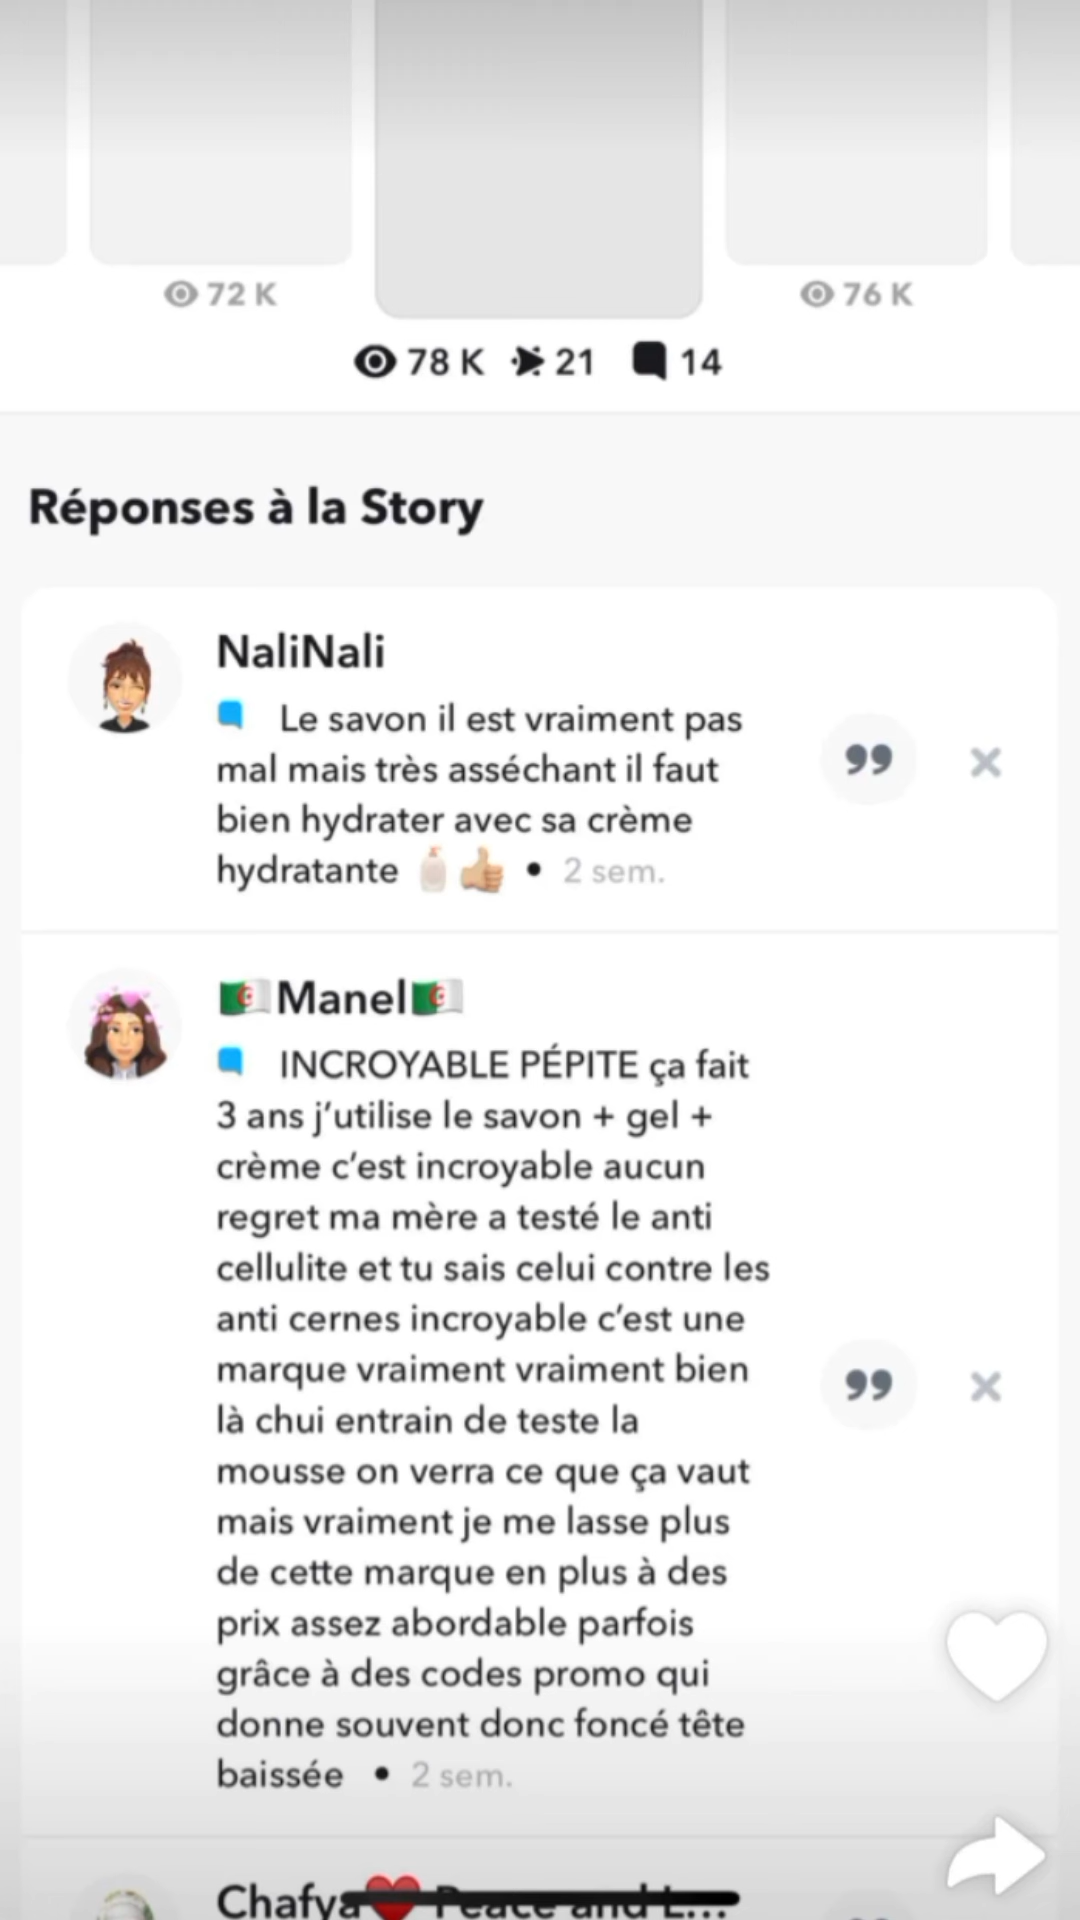 72 K
76 K
78 K 21 14
Réponses à la Story
NaliNali
Le savon il est vraiment pas
mal mais très asséchant il faut
bien hydrater avec sa crème
hydratante 🧴👍🏼 • 2 sem.
🇩🇿Manel🇩🇿
INCROYABLE PÉPITE ça fait
3 ans j’utilise le savon + gel +
crème c’est incroyable aucun
regret ma mère a testé le anti
cellulite et tu sais celui contre les
anti cernes incroyable c’est une
marque vraiment vraiment bien
là chui entrain de teste la
mousse on verra ce que ça vaut
mais vraiment je me lasse plus
de cette marque en plus à des
prix assez abordable parfois
grâce à des codes promo qui
donne souvent donc foncé tête
baissée • 2 sem.
Chafya❤️ Peace and L...